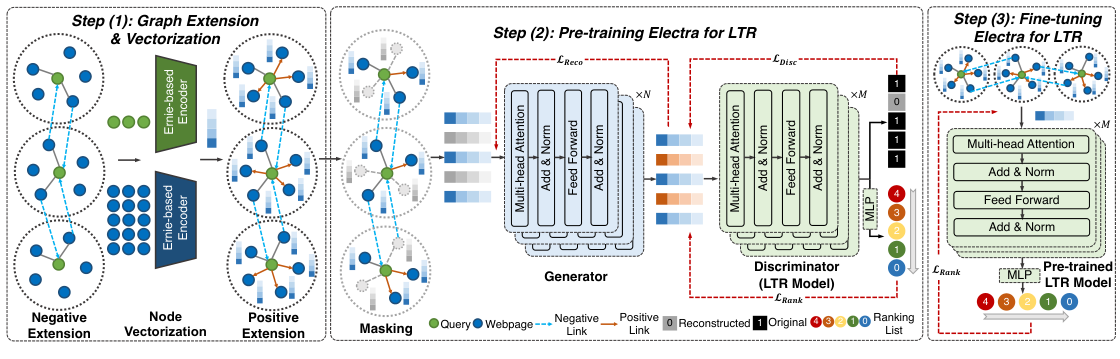 Step (1): Graph Extension
& Vectorization
Ernie-based
Encoder
Ernie-based
Encoder
Negative
Extension
Node
Vectorization
Positive
Extension
Step (2): Pre-training Electra for LTR
Masking
L_Reco
×N
Multi-head Attention
Add & Norm
Feed Forward
Add & Norm
Generator
L_Disc
×M
Multi-head Attention
Add & Norm
Feed Forward
Add & Norm
Discriminator
(LTR Model)
L_Rank
1
0
1
1
1
MLP
4
3
2
1
0
Query
Webpage
Negative
Link
Positive
Link
0 Reconstructed
1 Original
4 3 2 1 0 Ranking
List
Step (3): Fine-tuning
Electra for LTR
×M
Multi-head Attention
Add & Norm
Feed Forward
Add & Norm
L_Rank
MLP
Pre-trained
LTR Model
4 3 2 1 0